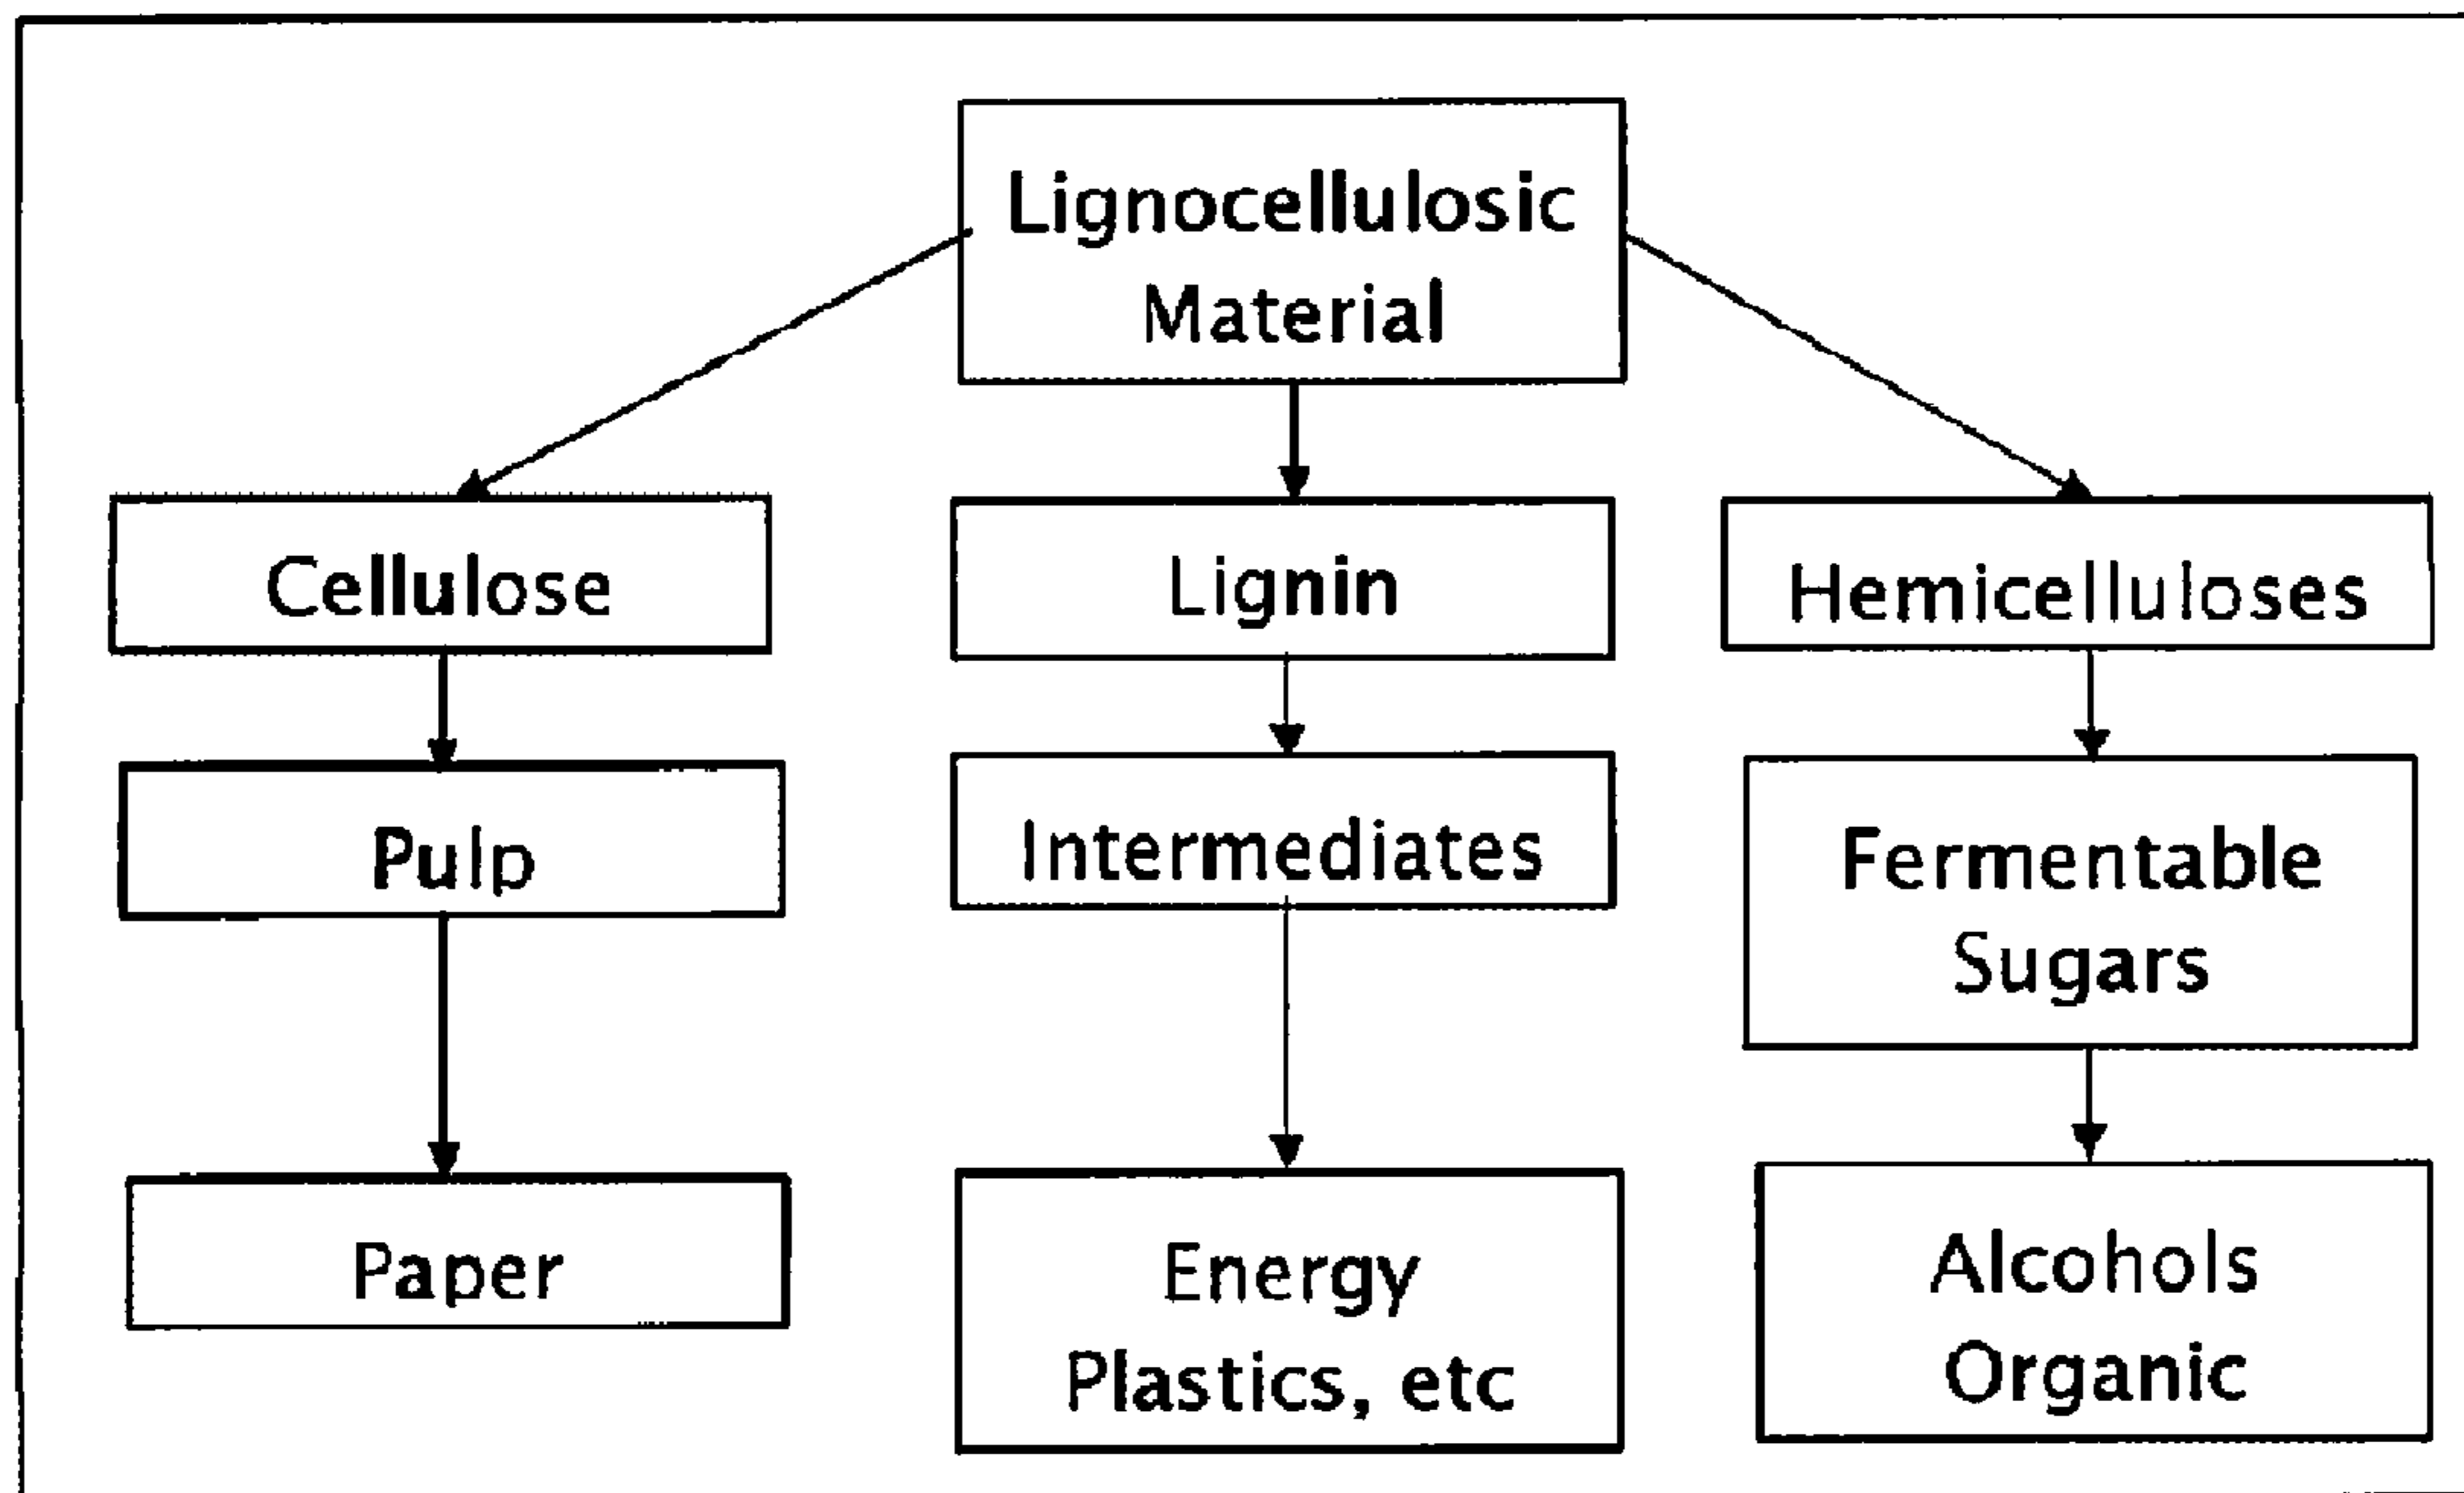 Lignocellulosic
Material
Cellulose
Lignin
Hemicelluloses
Pulp
Intermediates
Fermentable
Sugars
Paper
Energy
Plastics, etc
Alcohols
Organic